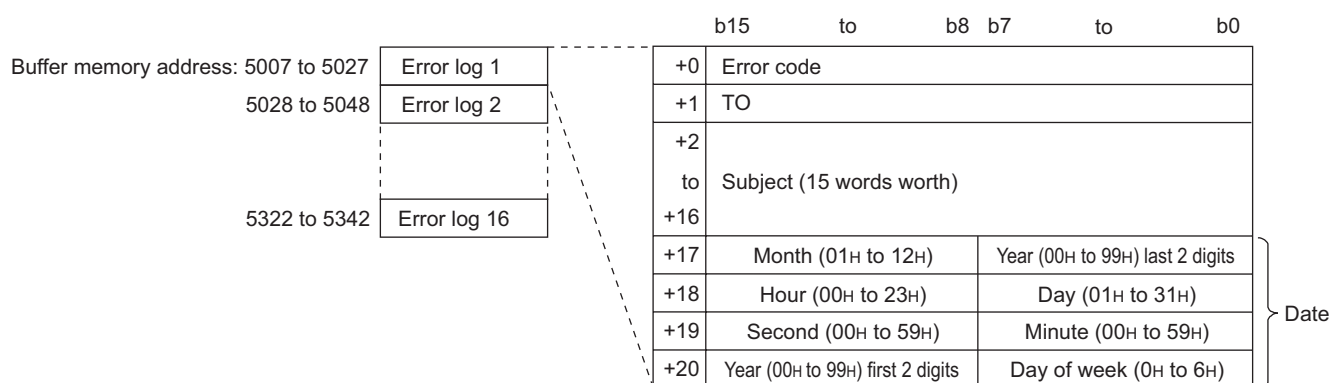 b15 to b8 b7 to b0
Buffer memory address: 5007 to 5027 Error log 1 +0 Error code
5028 to 5048 Error log 2 +1 TO
+2
to Subject (15 words worth)
5322 to 5342 Error log 16 +16
+17 Month (01H to 12H) Year (00H to 99H) last 2 digits
+18 Hour (00H to 23H) Day (01H to 31H)
Date
+19 Second (00H to 59H) Minute (00H to 59H)
+20 Year (00H to 99H) first 2 digits Day of week (0H to 6H)